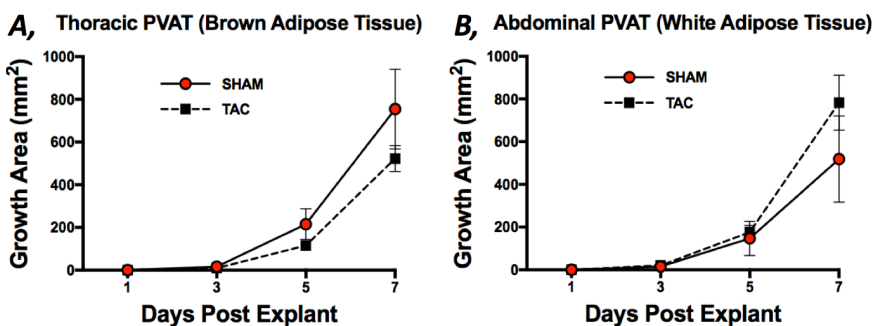 A, Thoracic PVAT (Brown Adipose Tissue)
Growth Area (mm²)
1000
800
600
400
200
0
SHAM
TAC
1 3 5 7
Days Post Explant
B, Abdominal PVAT (White Adipose Tissue)
Growth Area (mm²)
1000
800
600
400
200
0
SHAM
TAC
1 3 5 7
Days Post Explant